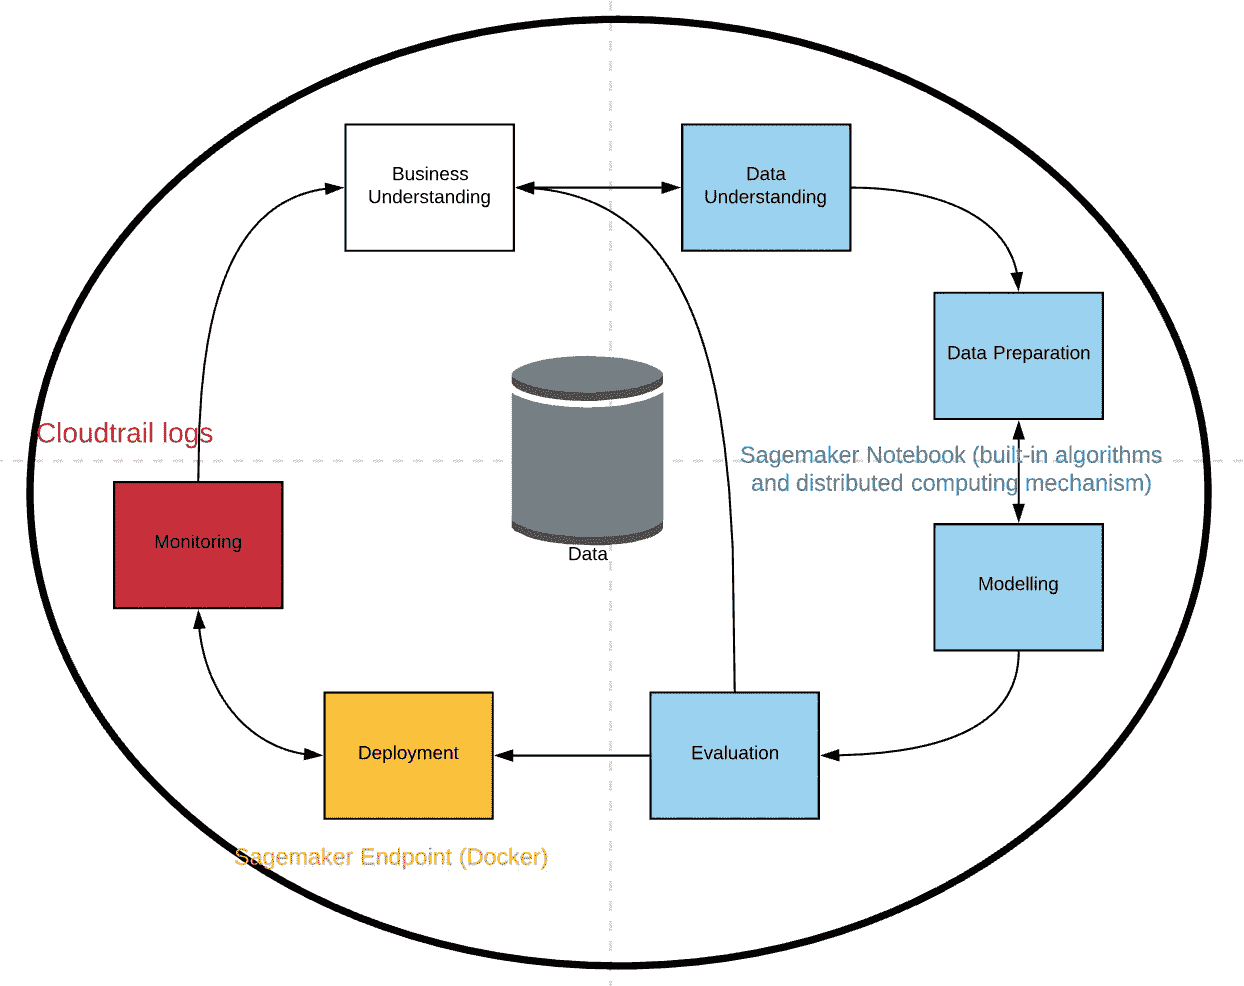 Business
Understanding
Data
Understanding
Data Preparation
Cloudtrail logs
Sagemaker Notebook (built-in algorithms
and distributed computing mechanism)
Monitoring
Data
Modelling
Deployment
Evaluation
Sagemaker Endpoint (Docker)